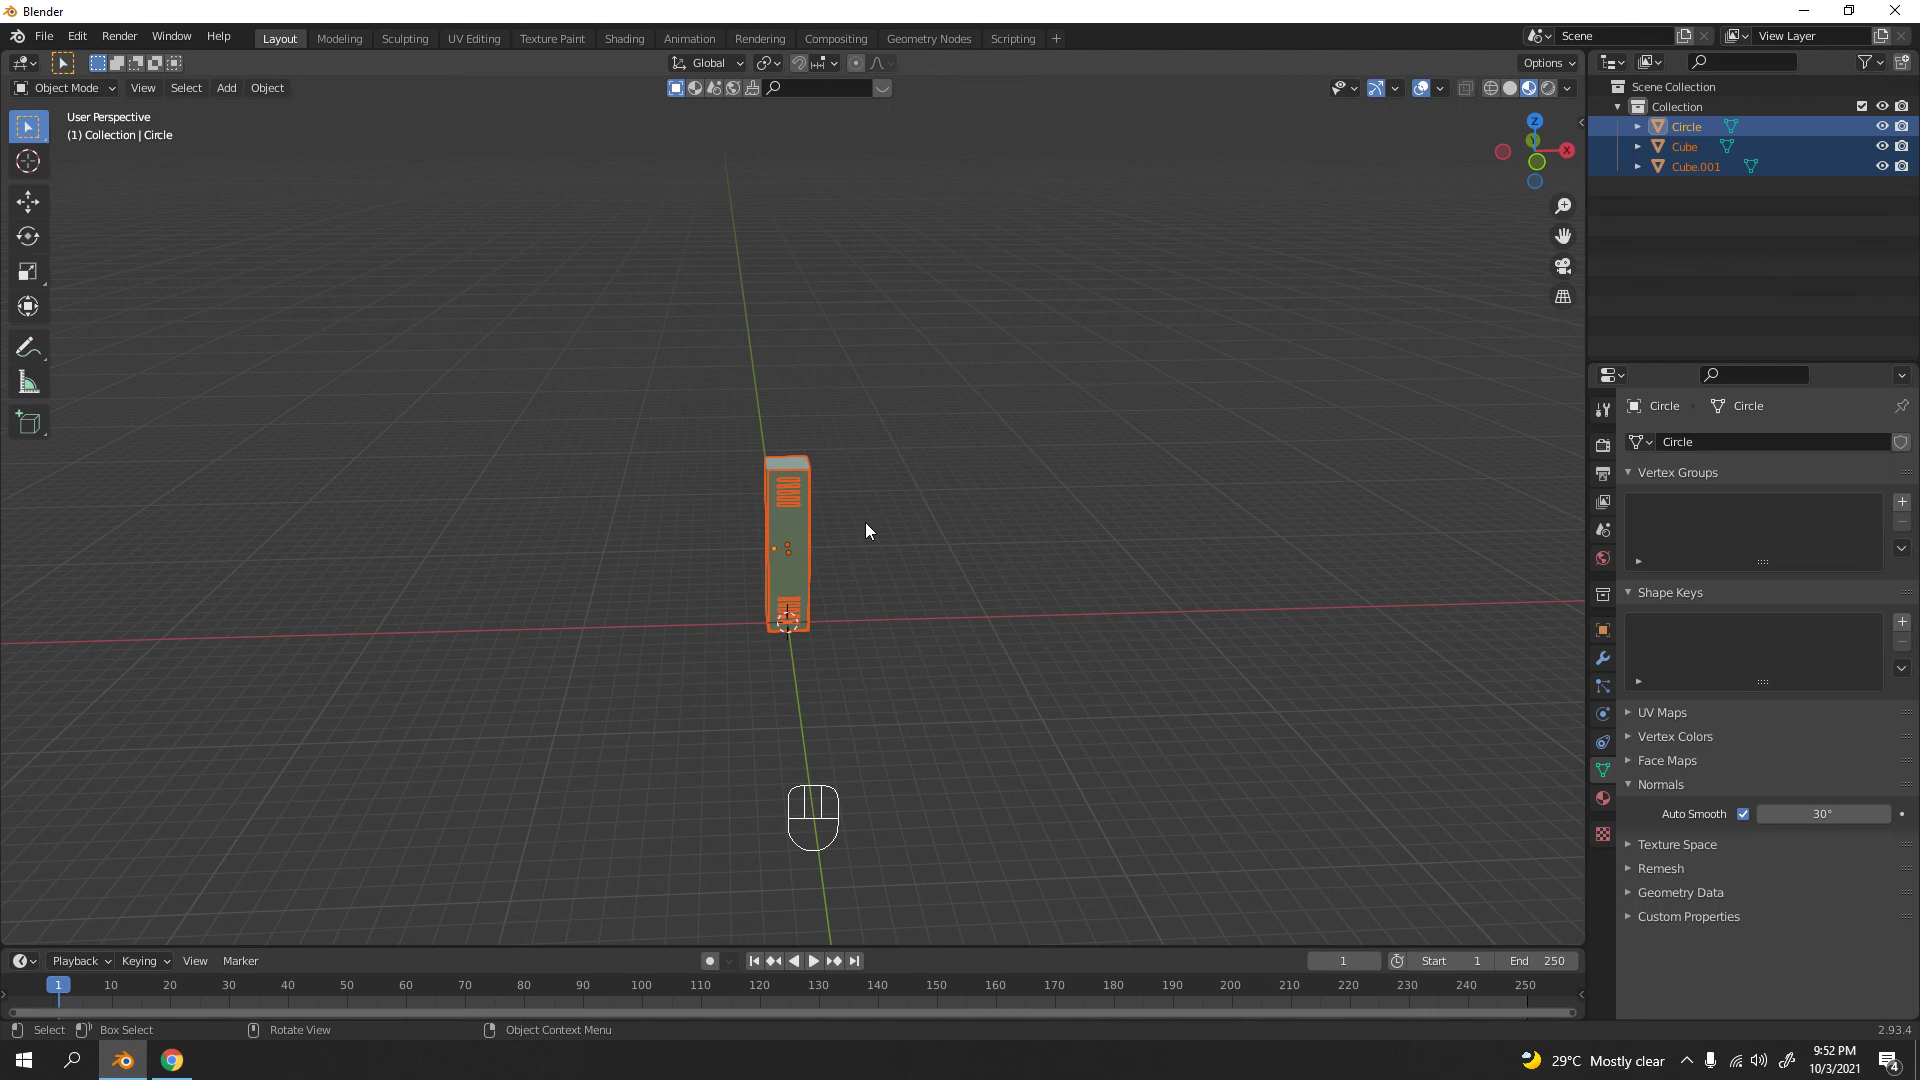 Blender
File Edit Render Window Help Layout Modeling Sculpting UV Editing Texture Paint Shading Animation Rendering Compositing Geometry Nodes Scripting + Scene View Layer
Global Options
Object Mode View Select Add Object
User Perspective
(1) Collection | Circle
Z
X
Y
Scene Collection
Collection
Circle
Cube
Cube.001
Circle Circle
Circle
Vertex Groups
Shape Keys
UV Maps
Vertex Colors
Face Maps
Normals
Auto Smooth 30°
Texture Space
Remesh
Geometry Data
Custom Properties
Playback Keying View Marker 1 Start 1 End 250
1 10 20 30 40 50 60 70 80 90 100 110 120 130 140 150 160 170 180 190 200 210 220 230 240 250
Select Box Select Rotate View Object Context Menu 2.93.4
29°C Mostly clear 9:52 PM
10/3/2021
4